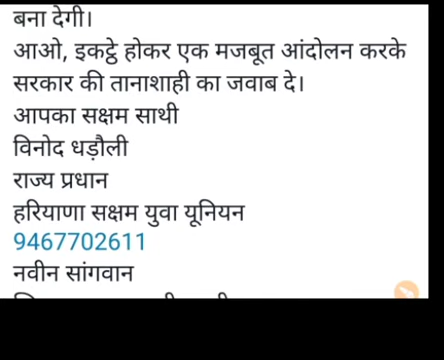 बना देगी।
आओ, इकट्ठे होकर एक मजबूत आंदोलन करके
सरकार की तानाशाही का जवाब दे।
आपका सक्षम साथी
विनोद धड़ौली
राज्य प्रधान
हरियाणा सक्षम युवा यूनियन
9467702611
नवीन सांगवान